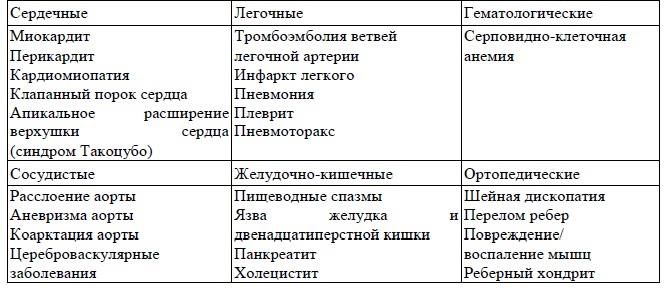 Сердечные
Легочные
Гематологические
Миокардит
Перикардит
Кардиомиопатия
Клапанный порок сердца
Апикальное расширение
верхушки сердца
(синдром Такоцубо)
Тромбоэмболия ветвей
легочной артерии
Инфаркт легкого
Пневмония
Плеврит
Пневмоторакс
Серповидно-клеточная
анемия
Сосудистые
Желудочно-кишечные
Ортопедические
Расслоение аорты
Аневризма аорты
Коарктация аорты
Цереброваскулярные
заболевания
Пищеводные спазмы
Язва желудка и
двенадцатиперстной кишки
Панкреатит
Холецистит
Шейная дископатия
Перелом ребер
Повреждение/
воспаление мышц
Реберный хондрит